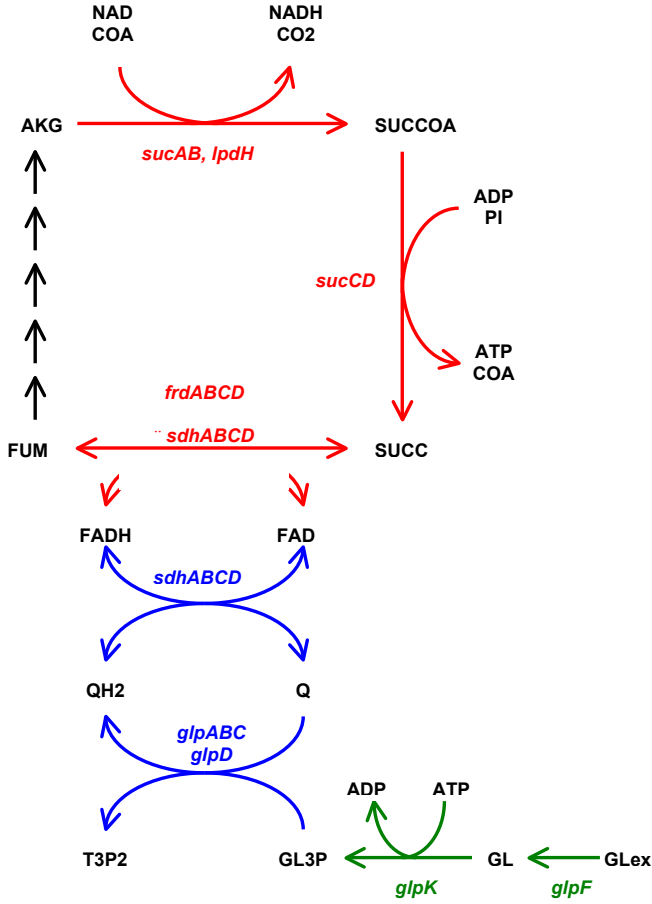 NAD NADH
COA CO2
AKG SUCCOA
sucAB, lpdH
ADP
PI
sucCD
ATP
COA
frdABCD
sdhABCD
FUM SUCC
FADH FAD
sdhABCD
QH2 Q
glpABC
glpD
ADP ATP
T3P2 GL3P GL GLex
glpK glpF